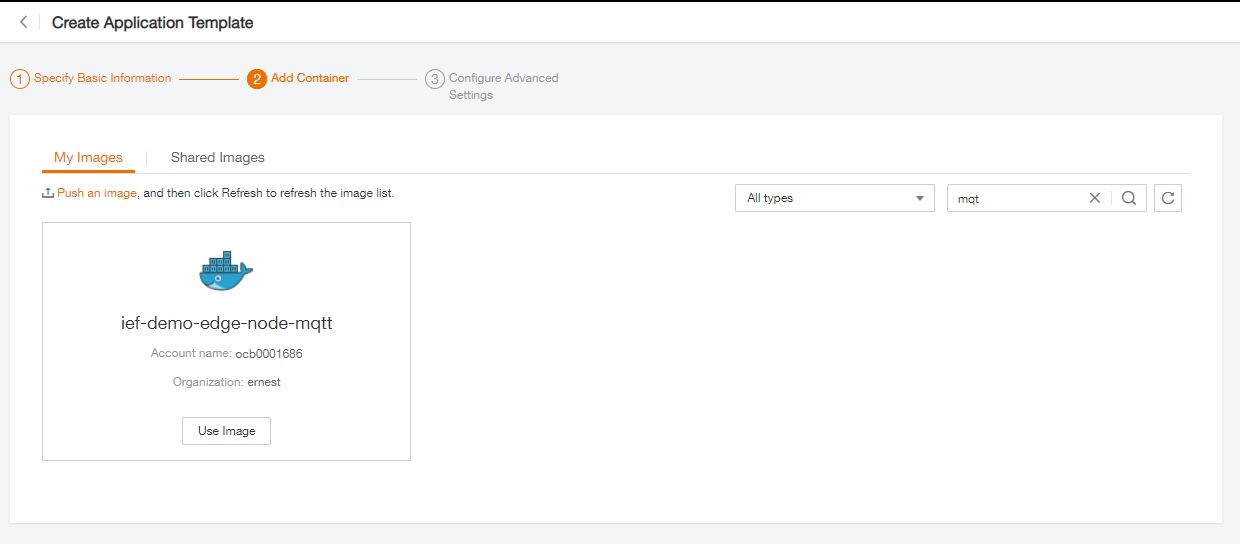 Create Application Template
1 Specify Basic Information
2 Add Container
3 Configure Advanced
Settings
My Images
Shared Images
Push an image, and then click Refresh to refresh the image list.
All types
mqt
ief-demo-edge-node-mqtt
Account name: ocb0001686
Organization: ernest
Use Image